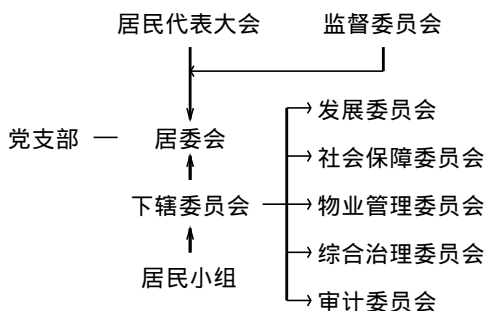 居民代表大会
监督委员会
党支部
居委会
发展委员会
社会保障委员会
下辖委员会
物业管理委员会
综合治理委员会
居民小组
审计委员会